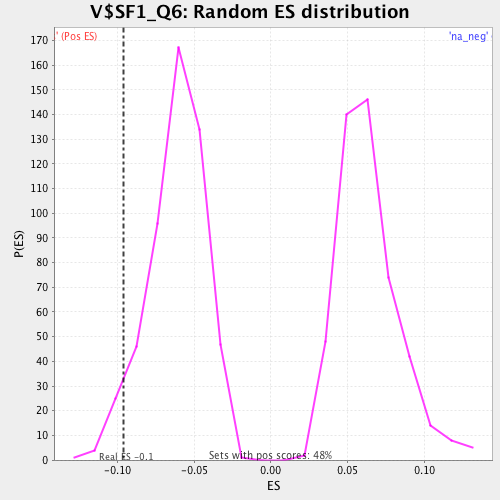 V$SF1_Q6: Random ES distribution
' (Pos ES)
'na_neg'
P(ES)
170
160
150
140
130
120
110
100
90
80
70
60
50
40
30
20
10
0
Real ES -0.1
Sets with pos scores: 48%
-0.10 -0.05 0.00 0.05 0.10
ES